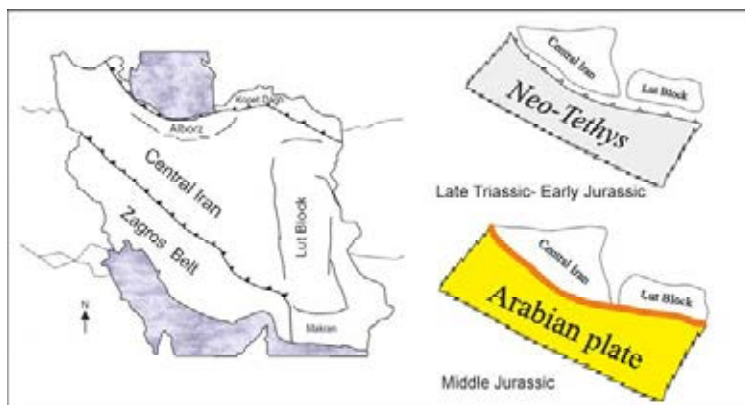 Kopet Dagh
Alborz
Central Iran
Lut Block
Zagros Belt
N
Makran
Central Iran
Lut Block
Neo-Tethys
Late Triassic- Early Jurassic
Central Iran
Lut Block
Arabian plate
Middle Jurassic